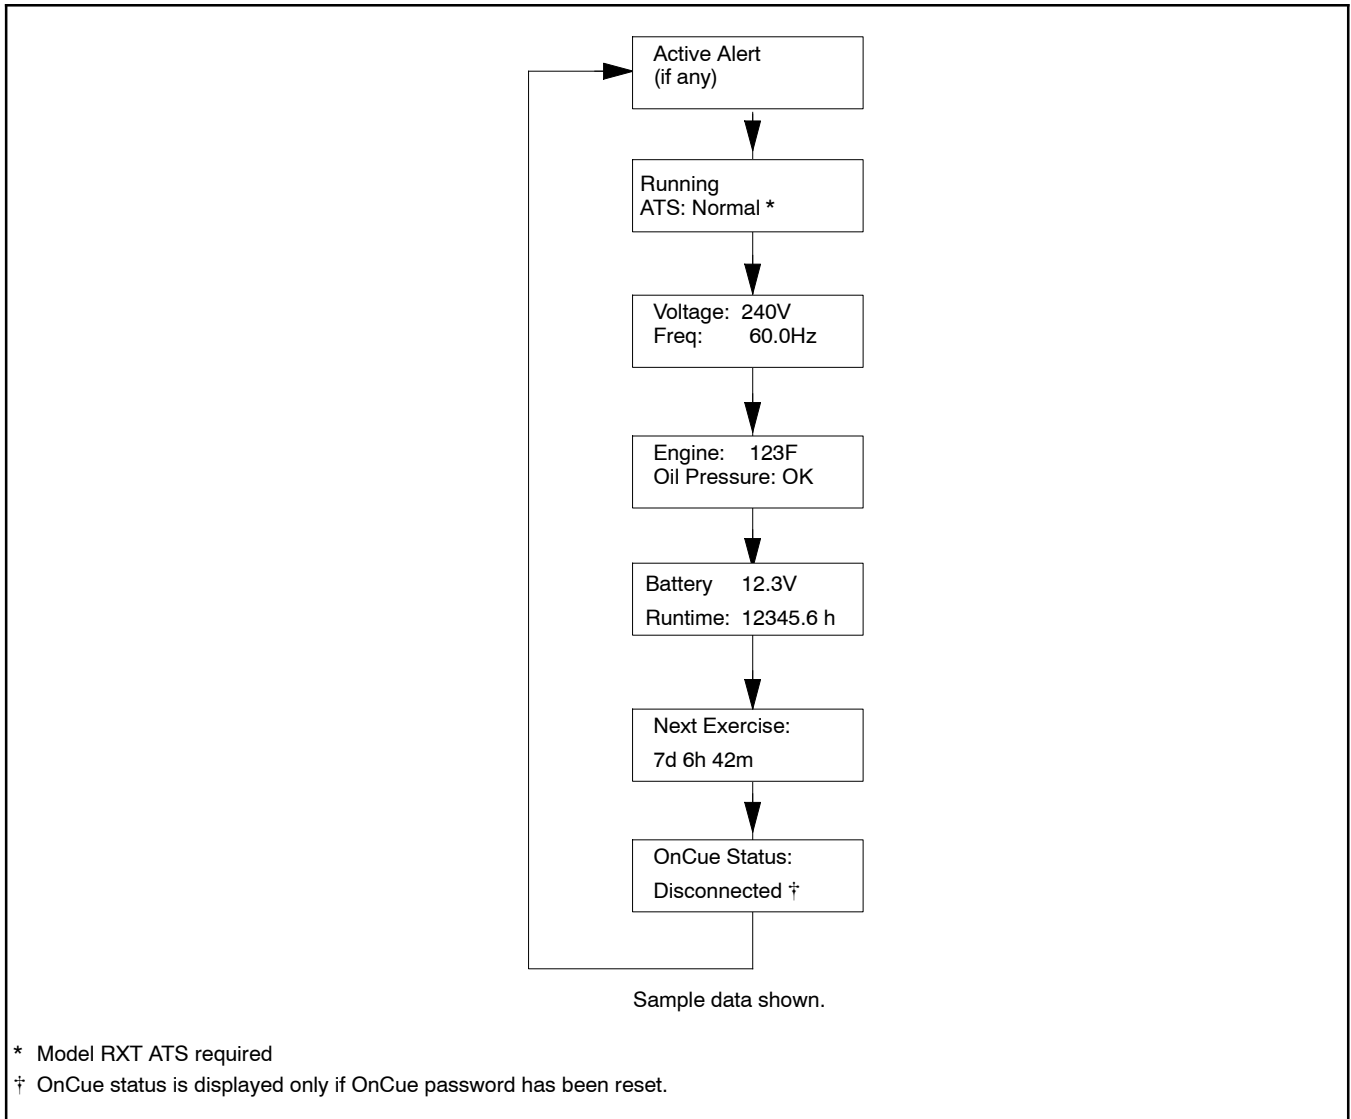 Active Alert
(if any)
Running
ATS: Normal *
Voltage: 240V
Freq: 60.0Hz
Engine: 123F
Oil Pressure: OK
Battery 12.3V
Runtime: 12345.6 h
Next Exercise:
7d 6h 42m
OnCue Status:
Disconnected †
Sample data shown.
* Model RXT ATS required
† OnCue status is displayed only if OnCue password has been reset.